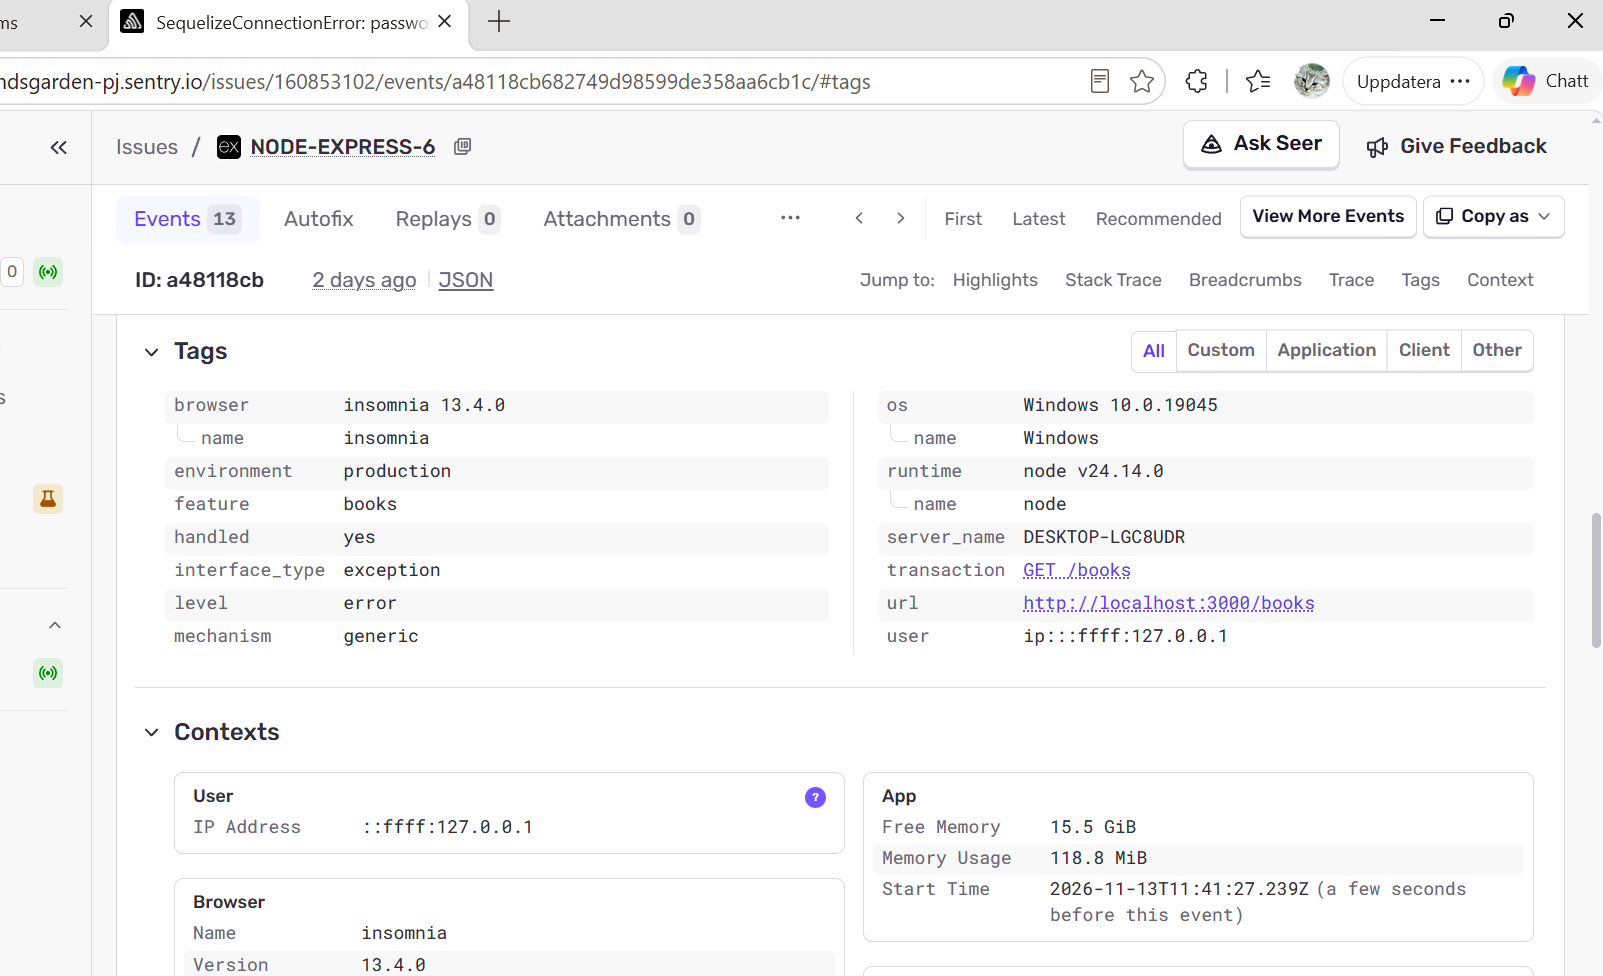 ms
SequelizeConnectionError: passwo
ndsgarden-pj.sentry.io/issues/160853102/events/a48118cb682749d98599de358aa6cb1c/#tags
Uppdatera
Chatt
Issues / ex NODE-EXPRESS-6
Ask Seer
Give Feedback
Events 13
Autofix
Replays 0
Attachments 0
First
Latest
Recommended
View More Events
Copy as
0
ID: a48118cb
2 days ago
JSON
Jump to:
Highlights
Stack Trace
Breadcrumbs
Trace
Tags
Context
Tags
All
Custom
Application
Client
Other
s
browser insomnia 13.4.0
name insomnia
environment production
feature books
handled yes
interface_type exception
level error
mechanism generic
os Windows 10.0.19045
name Windows
runtime node v24.14.0
name node
server_name DESKTOP-LGC8UDR
transaction GET /books
url http://localhost:3000/books
user ip:::ffff:127.0.0.1
Contexts
User
?
IP Address ::ffff:127.0.0.1
Browser
Name insomnia
Version 13.4.0
App
Free Memory 15.5 GiB
Memory Usage 118.8 MiB
Start Time 2026-11-13T11:41:27.239Z (a few seconds
before this event)